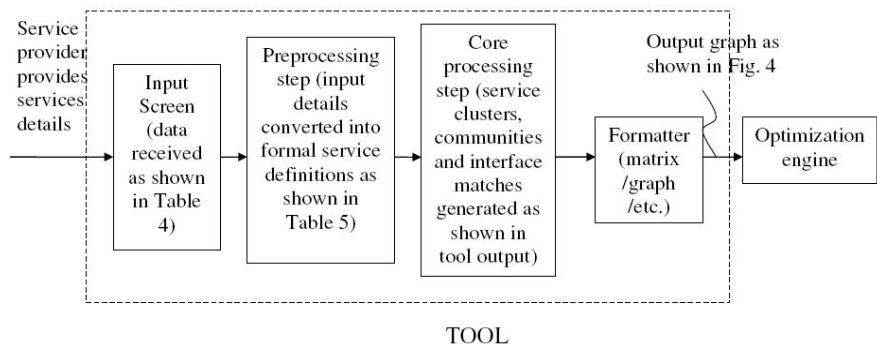 Service
provider
provides
services
details
Input
Screen
(data
received
as shown
in Table
4)
Preprocessing
step (input
details
converted into
formal service
definitions as
shown in
Table 5)
Core
processing
step (service
clusters,
communities
and interface
matches
generated as
shown in
tool output)
Formatter
(matrix
/graph
/etc.)
Output graph as
shown in Fig. 4
Optimization
engine
TOOL